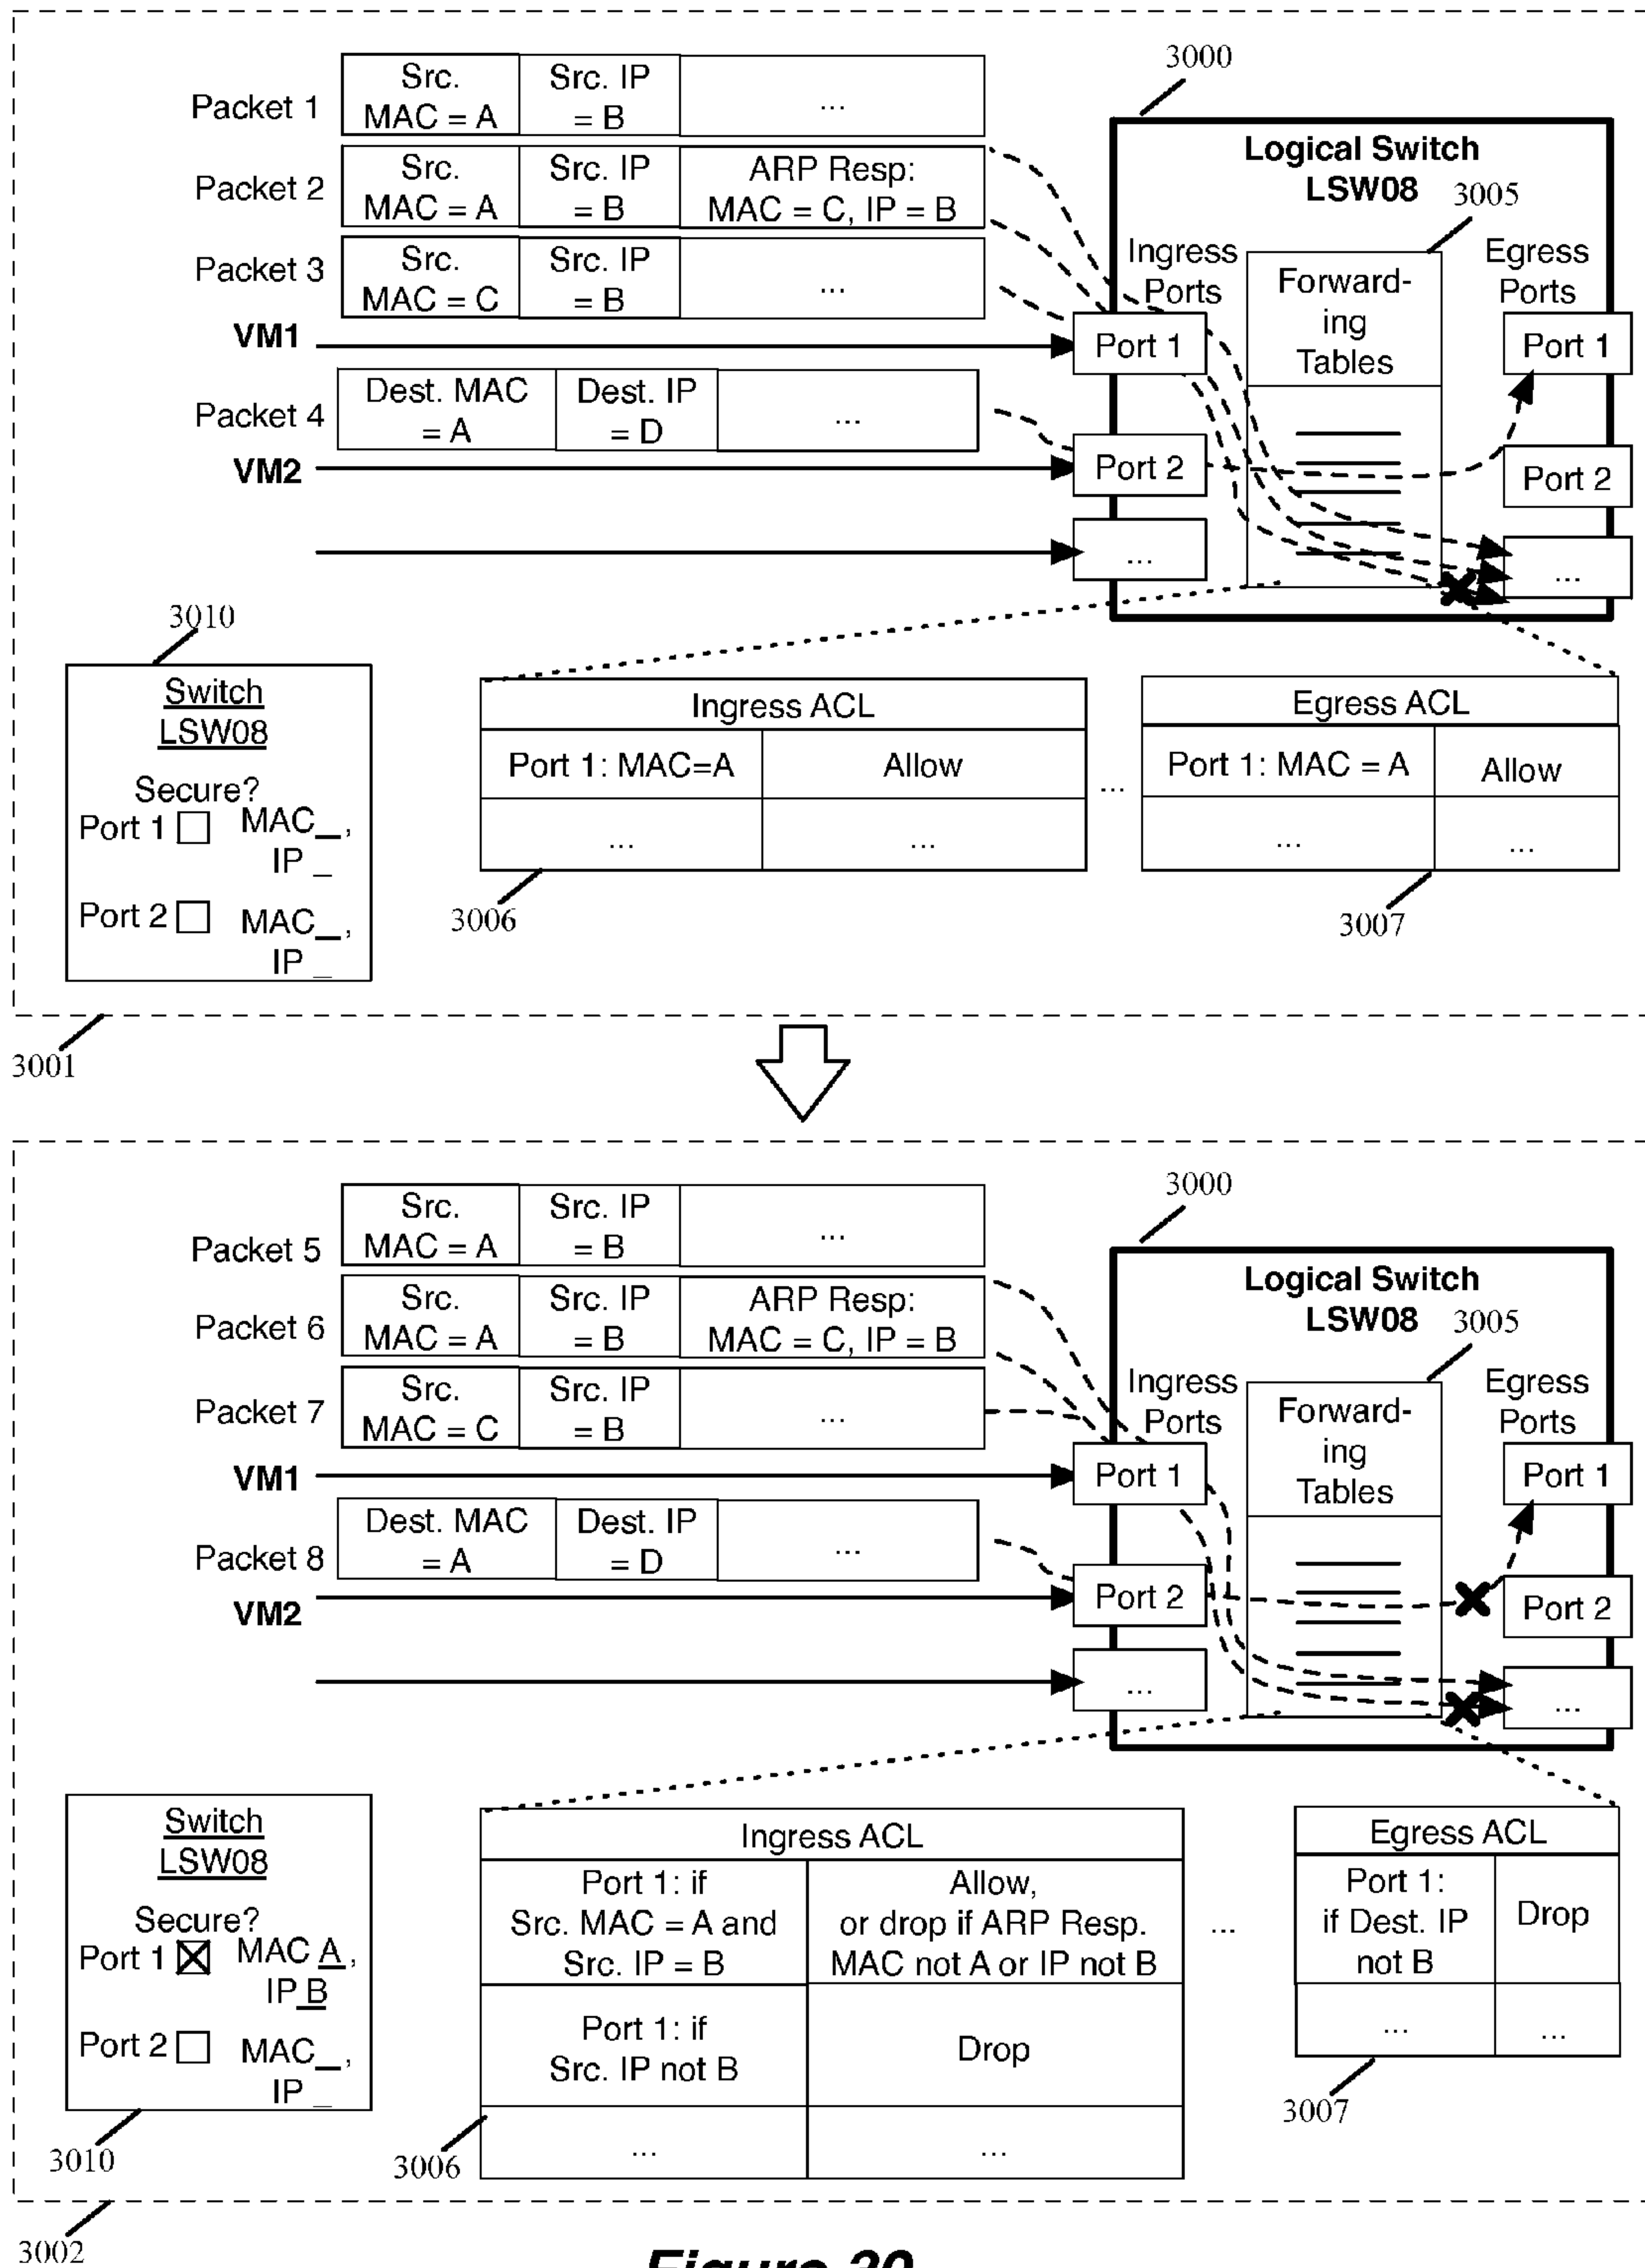 3000
Packet 1
Src.
MAC = A
Src. IP
= B
...
Packet 2
Src.
MAC = A
Src. IP
= B
ARP Resp:
MAC = C, IP = B
Packet 3
Src.
MAC = C
Src. IP
= B
...
VM1
Packet 4
Dest. MAC
= A
Dest. IP
= D
...
VM2
Logical Switch
LSW08
3005
Ingress
Ports
Forward-
ing
Tables
Egress
Ports
Port 1
Port 1
Port 2
Port 2
...
...
3010
Switch
LSW08
Secure?
Port 1
MAC_,
IP _
Port 2
MAC_,
IP _
Ingress ACL
Port 1: MAC=A
Allow
...
...
3006
...
Egress ACL
Port 1: MAC = A
Allow
...
...
3007
3001
3000
Packet 5
Src.
MAC = A
Src. IP
= B
...
Packet 6
Src.
MAC = A
Src. IP
= B
ARP Resp:
MAC = C, IP = B
Packet 7
Src.
MAC = C
Src. IP
= B
...
VM1
Packet 8
Dest. MAC
= A
Dest. IP
= D
...
VM2
Logical Switch
LSW08
3005
Ingress
Ports
Forward-
ing
Tables
Egress
Ports
Port 1
Port 1
Port 2
Port 2
...
...
Switch
LSW08
Secure?
Port 1
MAC A,
IP B
Port 2
MAC_,
IP _
3010
Ingress ACL
Port 1: if
Src. MAC = A and
Src. IP = B
Allow,
or drop if ARP Resp.
MAC not A or IP not B
Port 1: if
Src. IP not B
Drop
...
...
3006
...
Egress ACL
Port 1:
if Dest. IP
not B
Drop
...
...
3007
3002